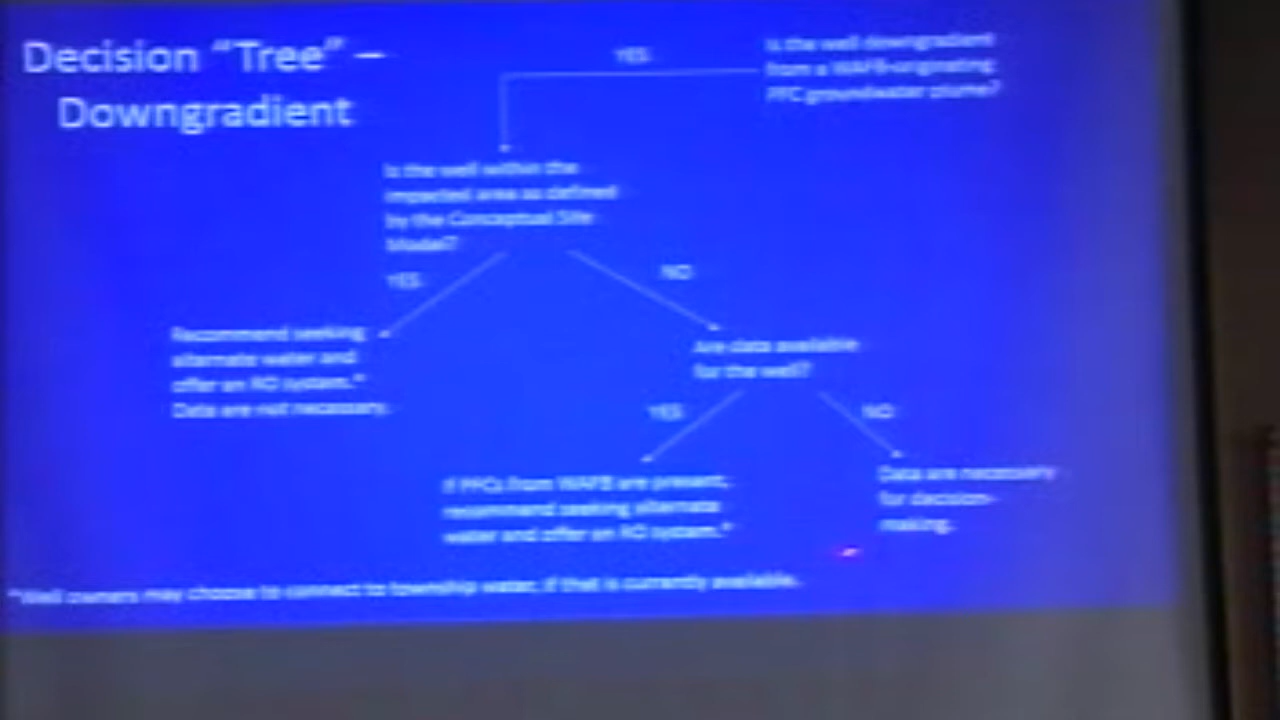 Decision "Tree" –
Downgradient
YES
Is the well downgradient
from a WAFB-originating
PFC groundwater plume?
Is the well within the
impacted area as defined
by the Conceptual Site
Model?
YES
NO
Recommend seeking
alternate water and
offer an RO system.*
Data are not necessary.
Are data available
for the well?
YES
NO
If PFCs from WAFB are present,
recommend seeking alternate
water and offer an RO system.*
Data are necessary
for decision-
making.
*Well owners may choose to connect to township water, if that is currently available.